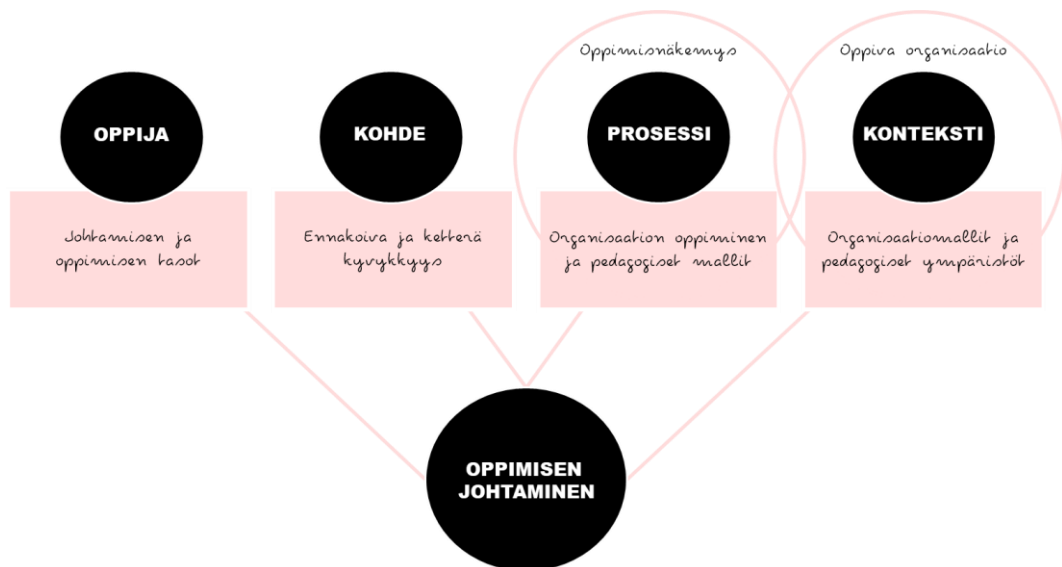 Oppimisnäkemys
Oppiva organisaatio
OPPIJA
KOHDE
PROSESSI
KONTEKSTI
Johtamisen ja
oppimisen tasot
Ennakoiva ja ketterä
kyvykkyys
Organisaation oppiminen
ja pedagogiset mallit
Organisaatiomallit ja
pedagogiset ympäristöt
OPPIMISEN
JOHTAMINEN